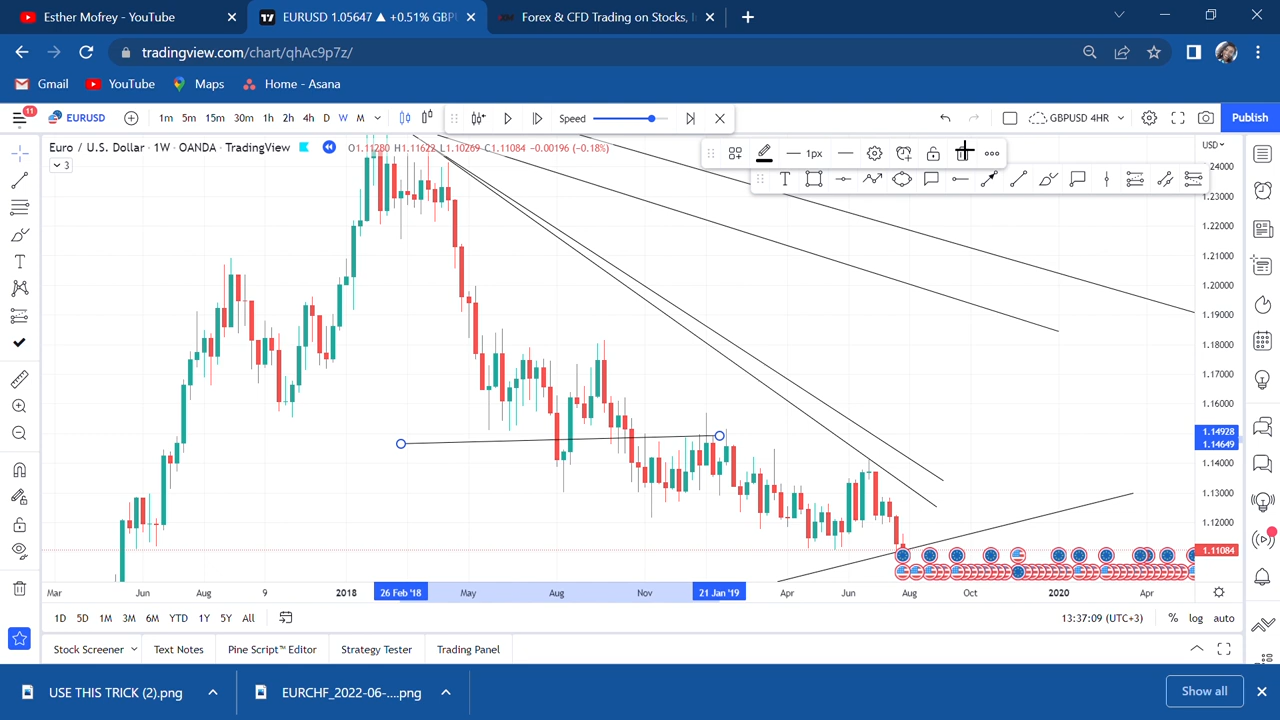 Esther Mofrey - YouTube
EURUSD 1.05647 ▲ +0.51% GBPU
Forex & CFD Trading on Stocks, I
tradingview.com/chart/qhAc9p7z/
Gmail
YouTube
Maps
Home - Asana
11
EURUSD
1m 5m 15m 30m 1h 2h 4h D W M
Speed
GBPUSD 4HR
Publish
Euro / U.S. Dollar · 1W · OANDA · TradingView
O1.11280 H1.11622 L1.10269 C1.11084 −0.00196 (−0.18%)
3
1px
T
USD
1.24000
1.23000
1.22000
1.21000
1.20000
1.19000
1.18000
1.17000
1.16000
1.14928
1.14649
1.14000
1.13000
1.12000
1.11084
Mar Jun Aug 9 2018 26 Feb '18 May Aug Nov 21 Jan '19 Apr Jun Aug Oct 2020 Apr
1D 5D 1M 3M 6M YTD 1Y 5Y All
13:37:09 (UTC+3)
% log auto
Stock Screener
Text Notes
Pine Script™ Editor
Strategy Tester
Trading Panel
USE THIS TRICK (2).png
EURCHF_2022-06-....png
Show all